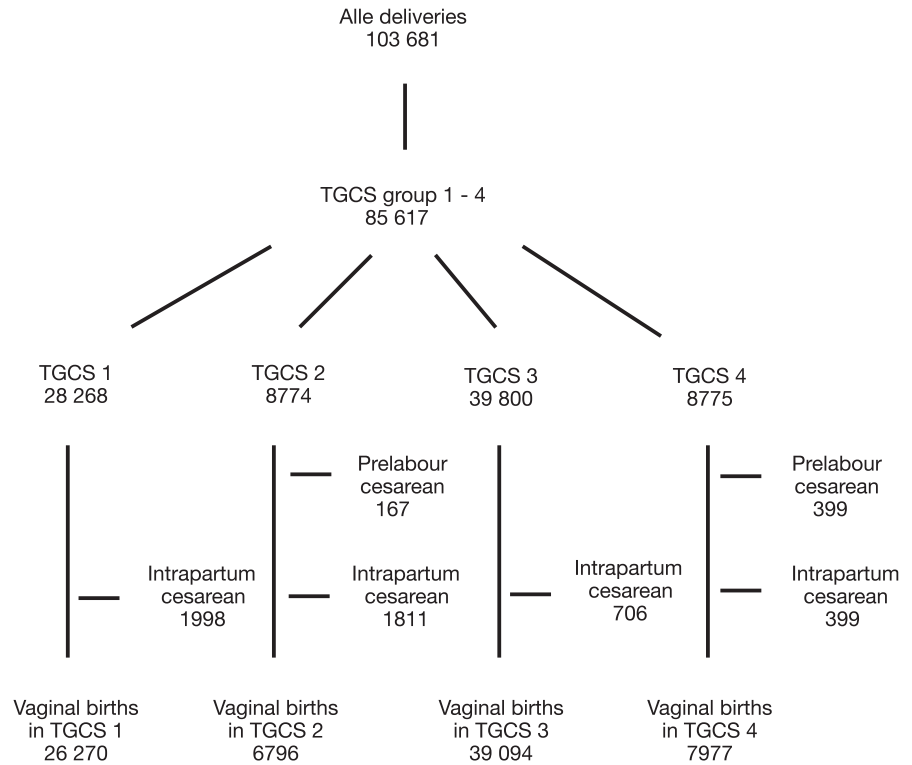 Alle deliveries
103 681
TGCS group 1 - 4
85 617
TGCS 1
28 268
TGCS 2
8774
TGCS 3
39 800
TGCS 4
8775
Prelabour
cesarean
167
Prelabour
cesarean
399
Intrapartum
cesarean
1998
Intrapartum
cesarean
1811
Intrapartum
cesarean
706
Intrapartum
cesarean
399
Vaginal births
in TGCS 1
26 270
Vaginal births
in TGCS 2
6796
Vaginal births
in TGCS 3
39 094
Vaginal births
in TGCS 4
7977